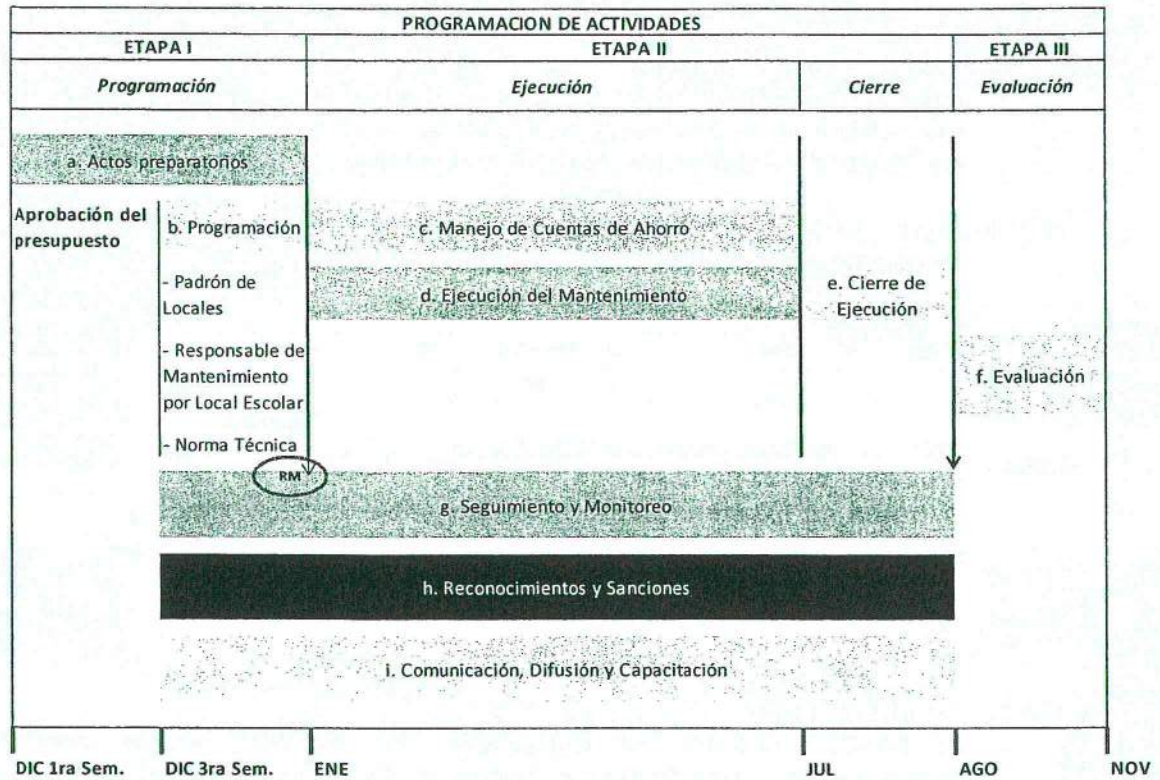 PROGRAMACION DE ACTIVIDADES
ETAPA I
ETAPA II
ETAPA III
Programación
Ejecución
Cierre
Evaluación
a. Actos preparatorios
Aprobación del
presupuesto
b. Programación
- Padrón de
Locales
- Responsable de
Mantenimiento
por Local Escolar
- Norma Técnica
RM
c. Manejo de Cuentas de Ahorro
d. Ejecución del Mantenimiento
e. Cierre de
Ejecución
f. Evaluación
g. Seguimiento y Monitoreo
h. Reconocimientos y Sanciones
i. Comunicación, Difusión y Capacitación
DIC 1ra Sem.
DIC 3ra Sem.
ENE
JUL
AGO
NOV